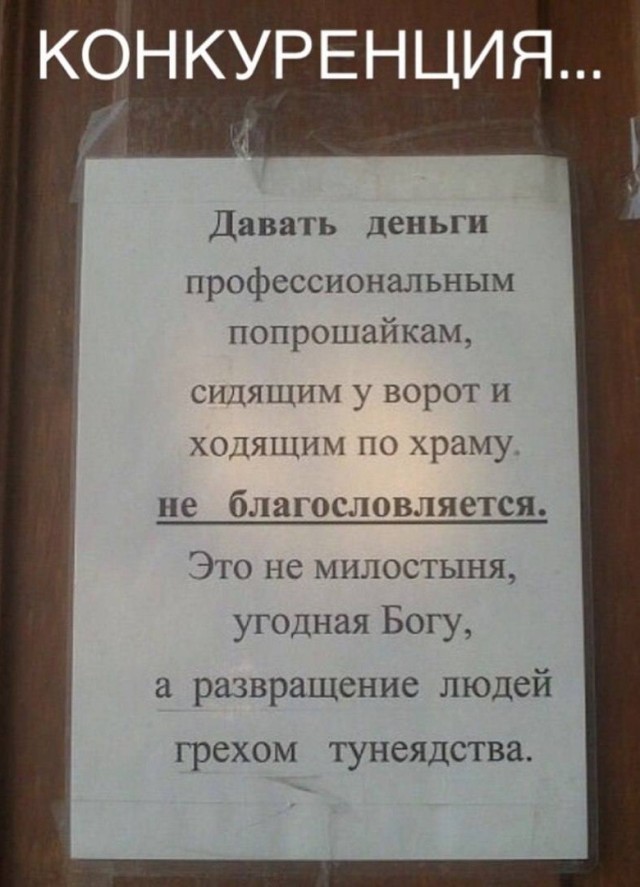 КОНКУРЕНЦИЯ...
Давать деньги
профессиональным
попрошайкам,
сидящим у ворот и
ходящим по храму.
не благословляется.
Это не милостыня,
угодная Богу,
а развращение людей
грехом тунеядства.